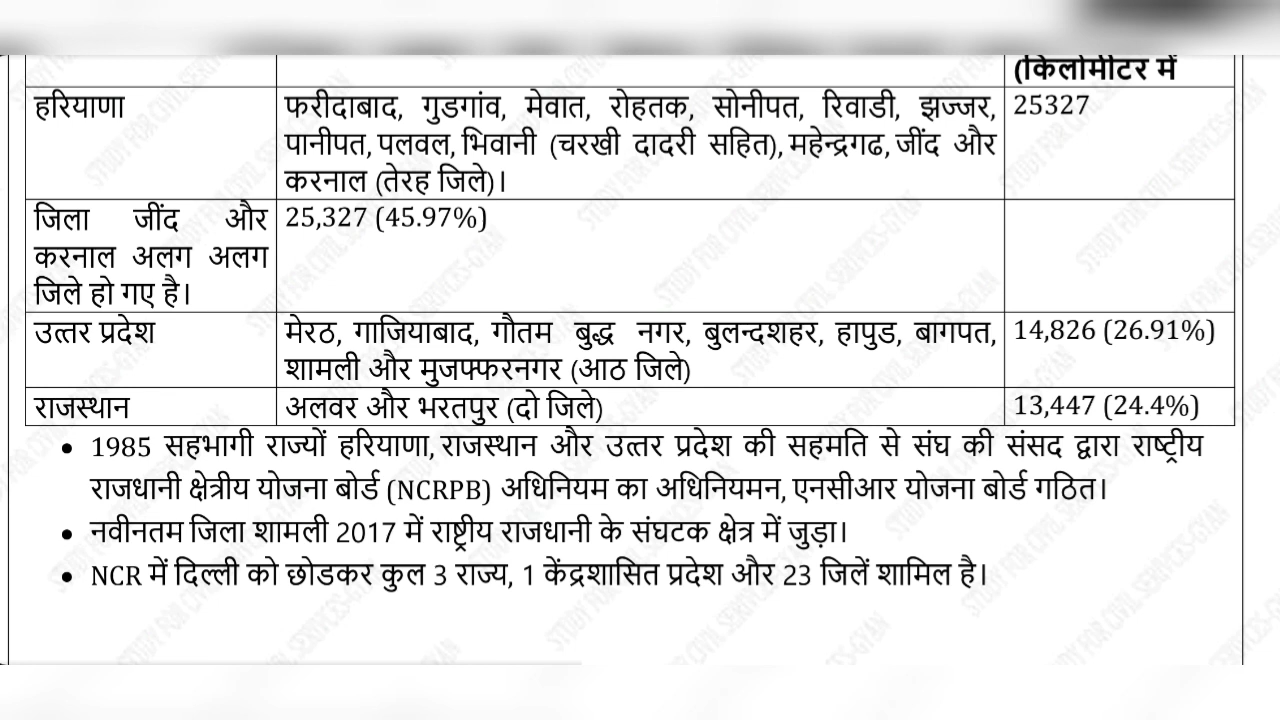 (किलोमीटर में
हरियाणा
फरीदाबाद, गुडगांव, मेवात, रोहतक, सोनीपत, रिवाडी, झज्जर,
पानीपत, पलवल, भिवानी (चरखी दादरी सहित), महेन्द्रगढ, जींद और
करनाल (तेरह जिले)।
25327
जिला जींद और
करनाल अलग अलग
जिले हो गए है।
25,327 (45.97%)
उत्तर प्रदेश
मेरठ, गाजियाबाद, गौतम बुद्ध नगर, बुलन्दशहर, हापुड, बागपत,
शामली और मुजफ्फरनगर (आठ जिले)
14,826 (26.91%)
राजस्थान
अलवर और भरतपुर (दो जिले)
13,447 (24.4%)
• 1985 सहभागी राज्यों हरियाणा, राजस्थान और उत्तर प्रदेश की सहमति से संघ की संसद द्वारा राष्ट्रीय
राजधानी क्षेत्रीय योजना बोर्ड (NCRPB) अधिनियम का अधिनियमन, एनसीआर योजना बोर्ड गठित।
• नवीनतम जिला शामली 2017 में राष्ट्रीय राजधानी के संघटक क्षेत्र में जुड़ा।
• NCR में दिल्ली को छोडकर कुल 3 राज्य, 1 केंद्रशासित प्रदेश और 23 जिलें शामिल है।